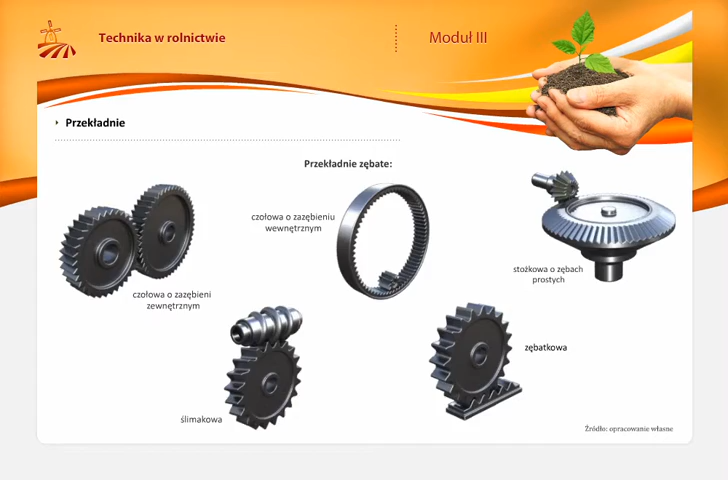 Technika w rolnictwie
Moduł III
Przekładnie
Przekładnie zębate:
czołowa o zazębieniu
wewnętrznym
stożkowa o zębach
prostych
czołowa o zazębieni
zewnętrznym
zębatkowa
ślimakowa
Źródło: opracowanie własne